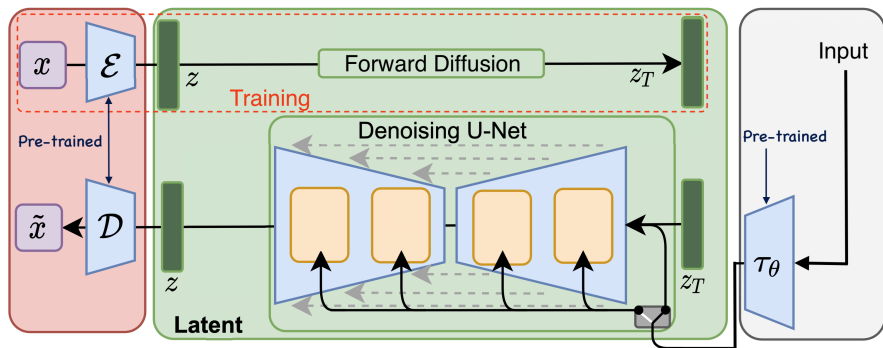 x
ℰ
z
Forward Diffusion
z_T
Input
Training
Pre-trained
Denoising U-Net
Pre-trained
x̃
𝒟
z
z_T
τ_θ
Latent